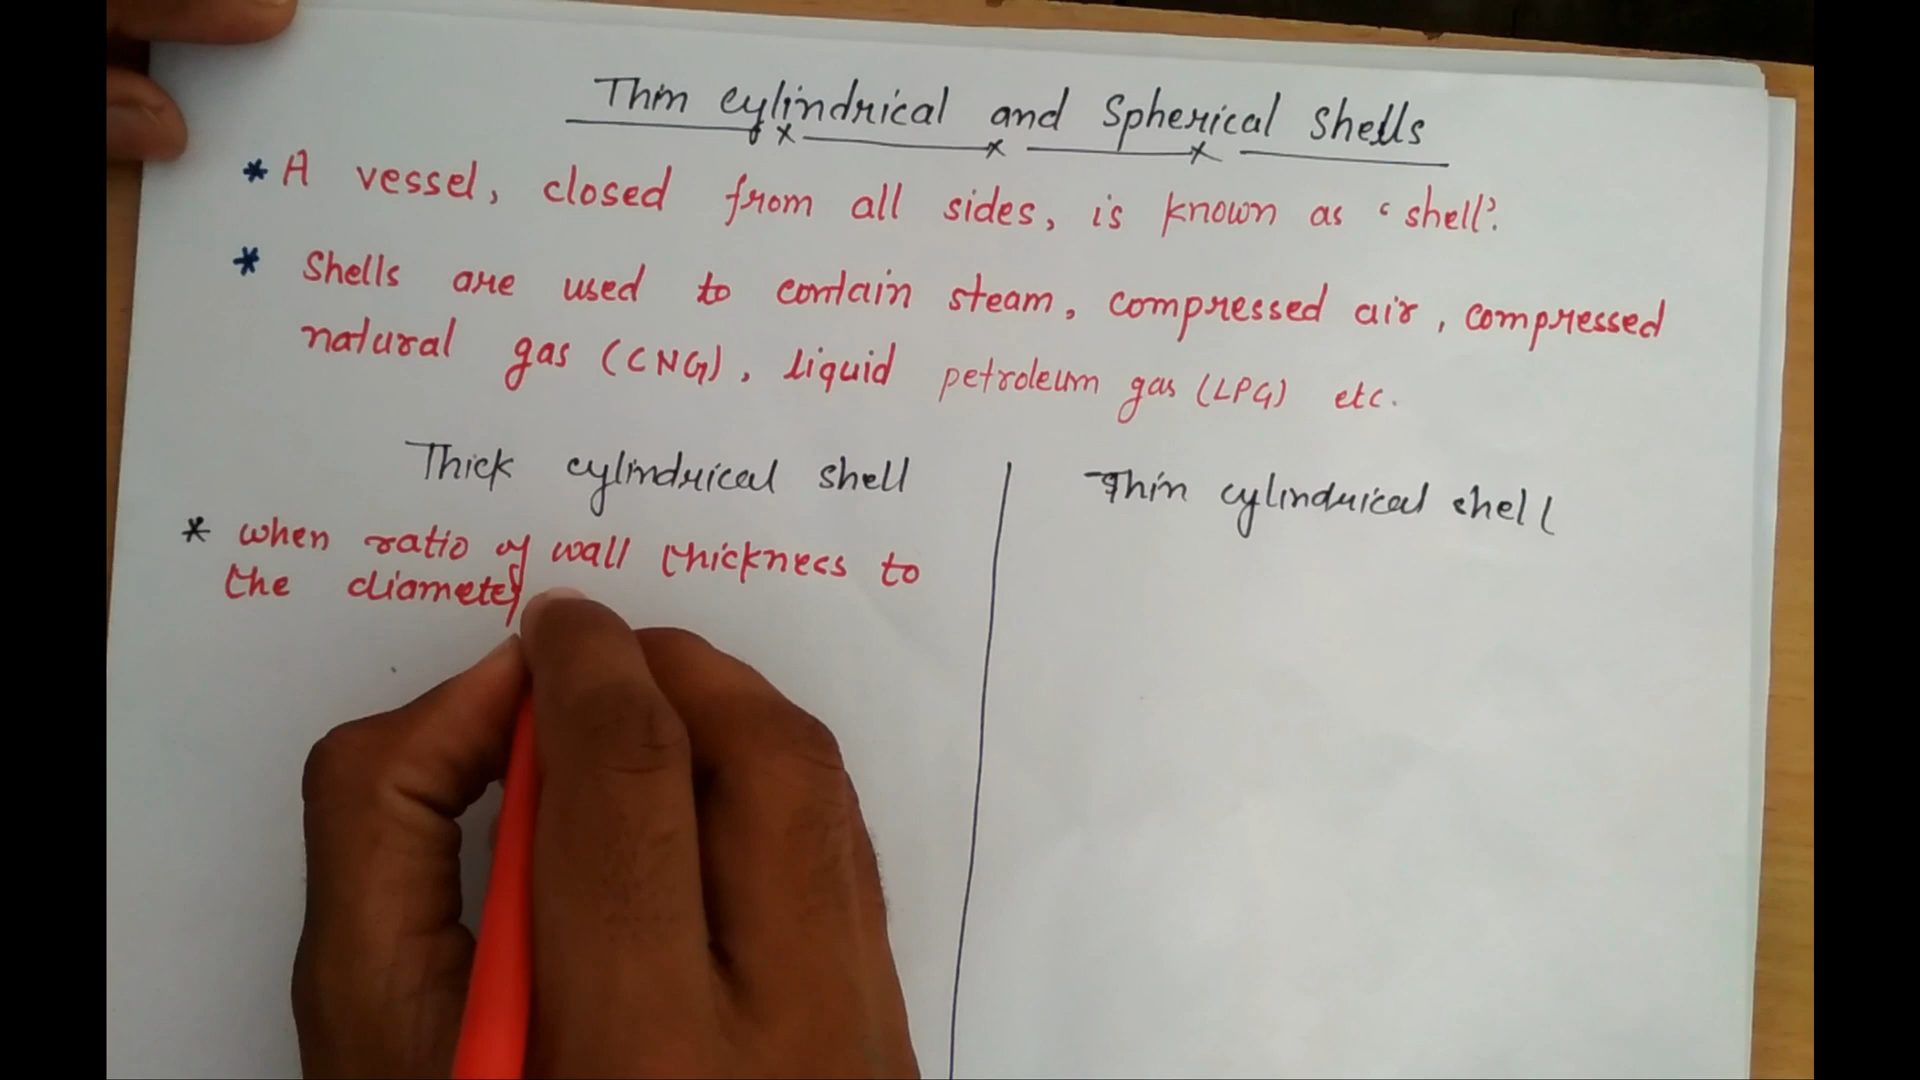 Thin cylindrical and Spherical Shells
* A vessel, closed from all sides, is known as 'shell'.
* Shells are used to contain steam, compressed air, compressed
natural gas (CNG), liquid petroleum gas (LPG) etc.
Thick cylindrical shell
* when ratio of wall thickness to
the diameter
Thin cylindrical shell